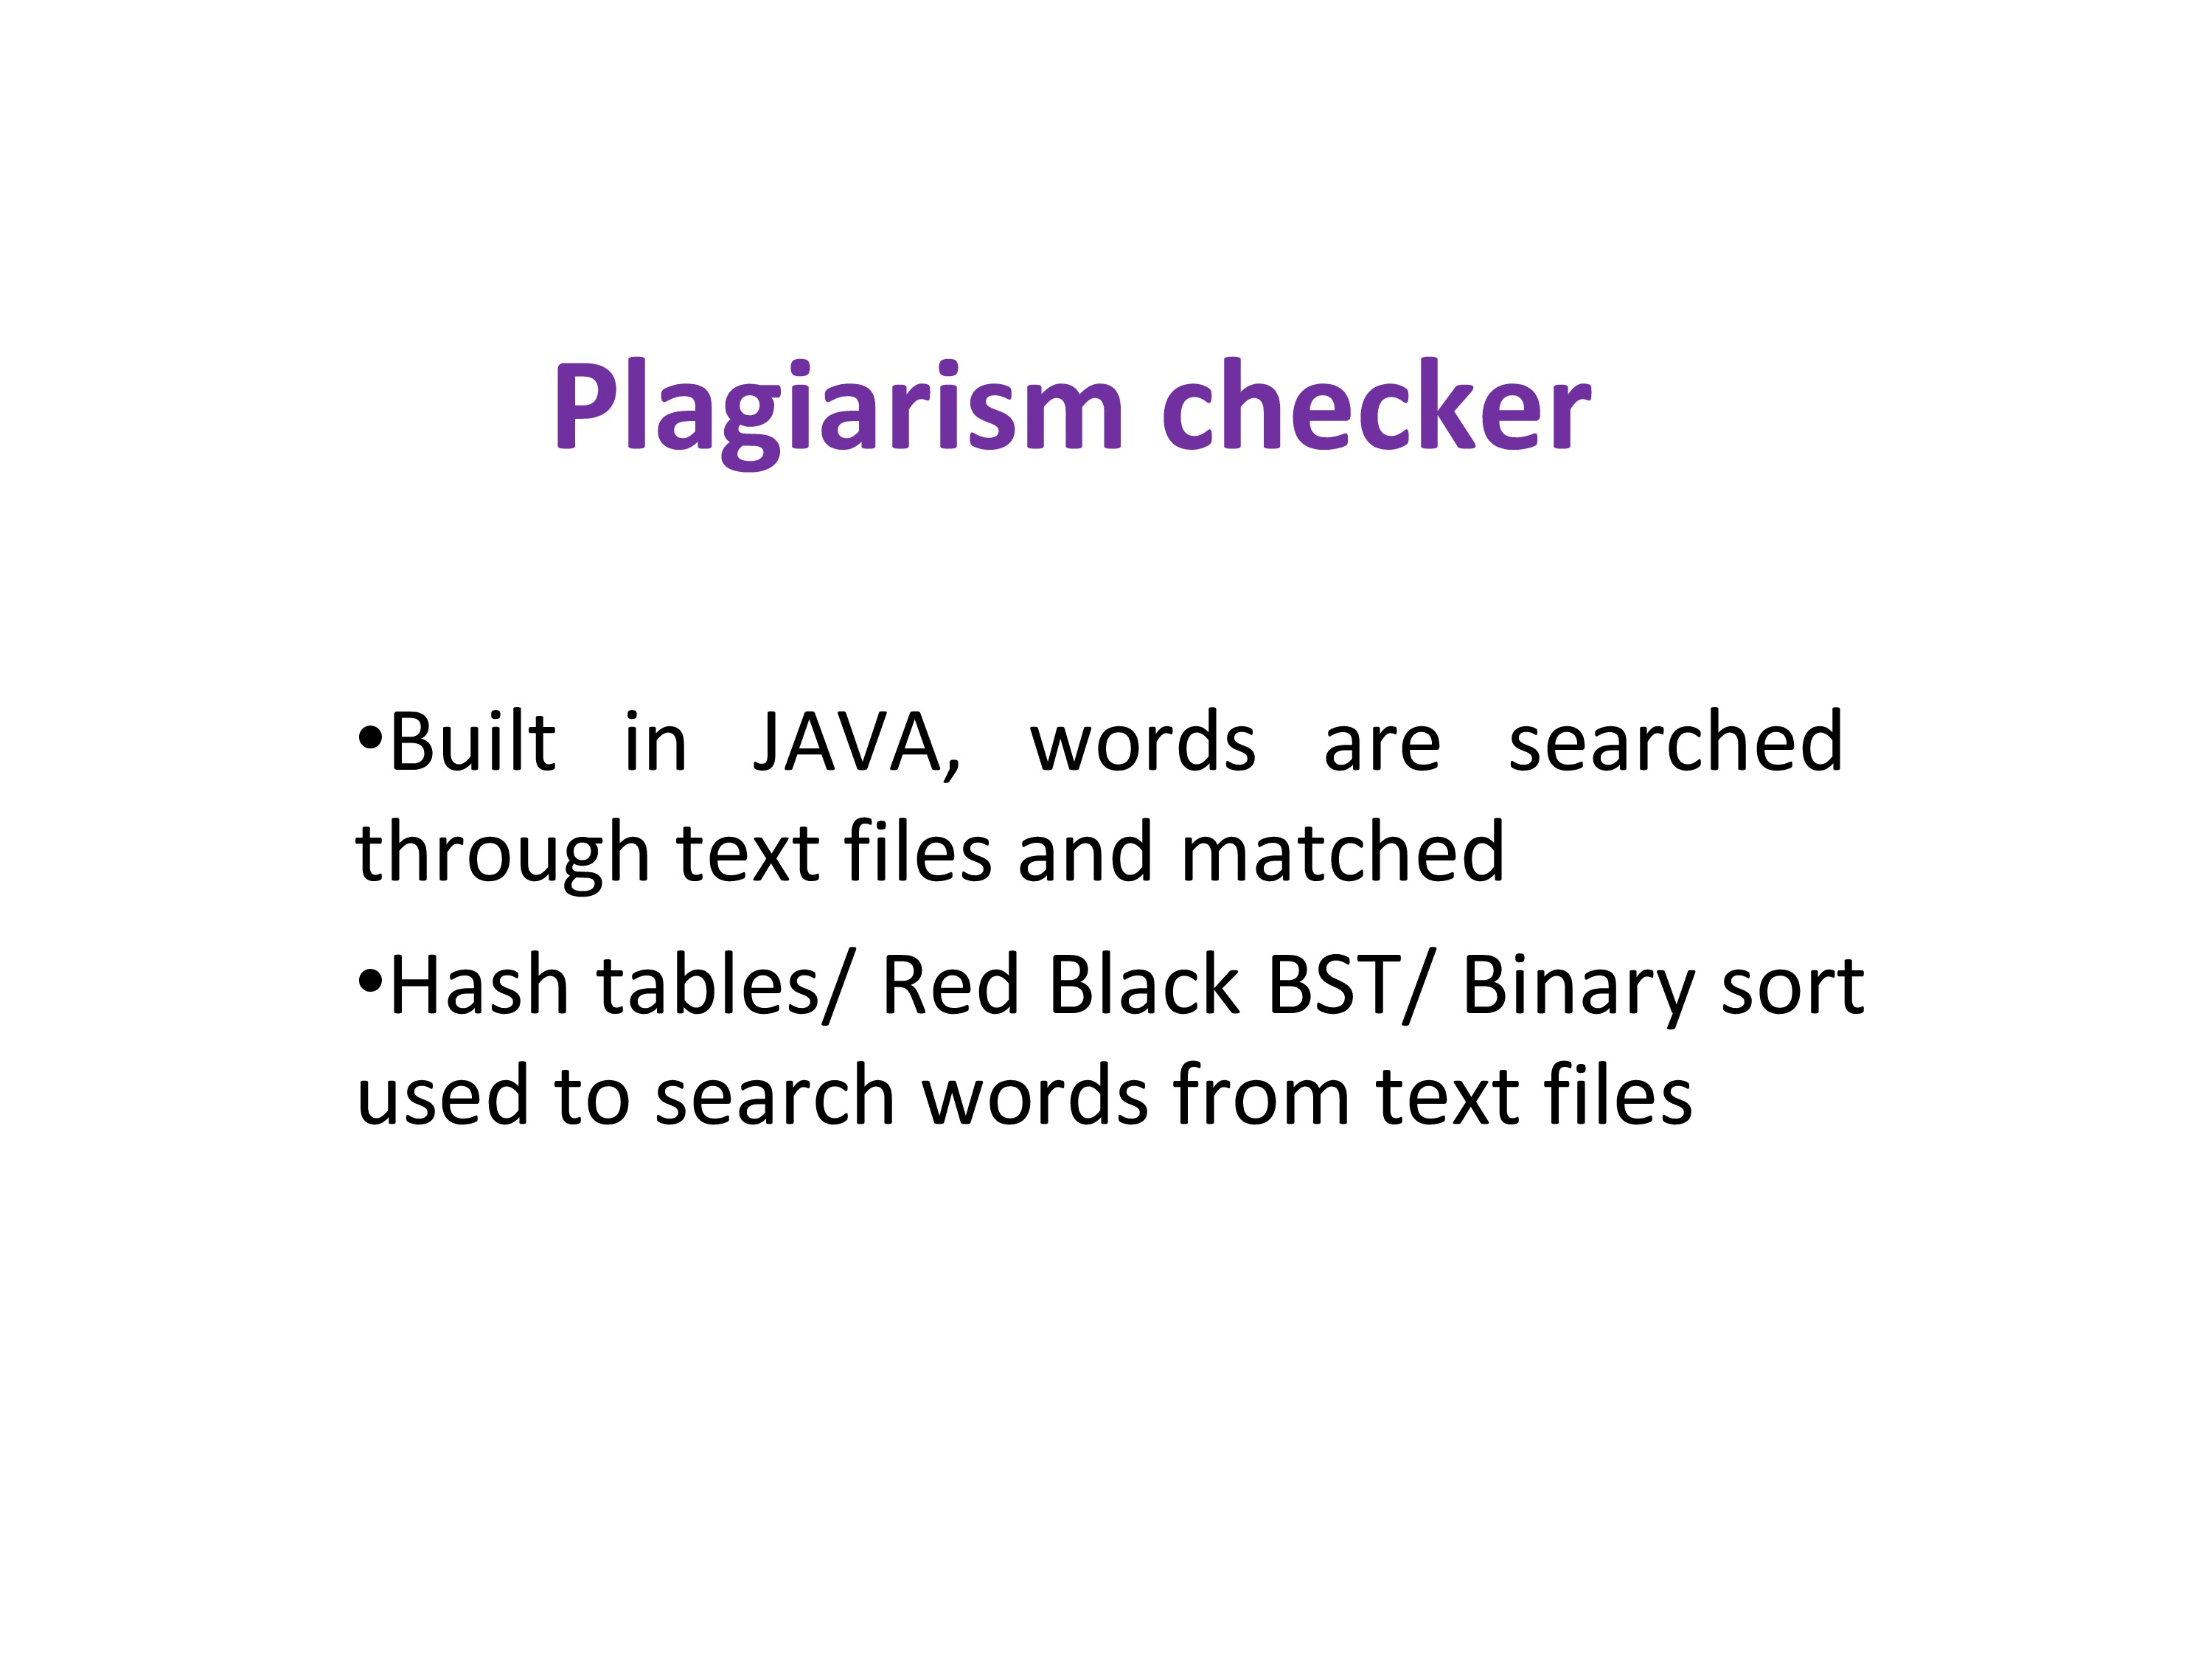 Plagiarism checker
•Built in JAVA, words are searched
through text files and matched
•Hash tables/ Red Black BST/ Binary sort
used to search words from text files